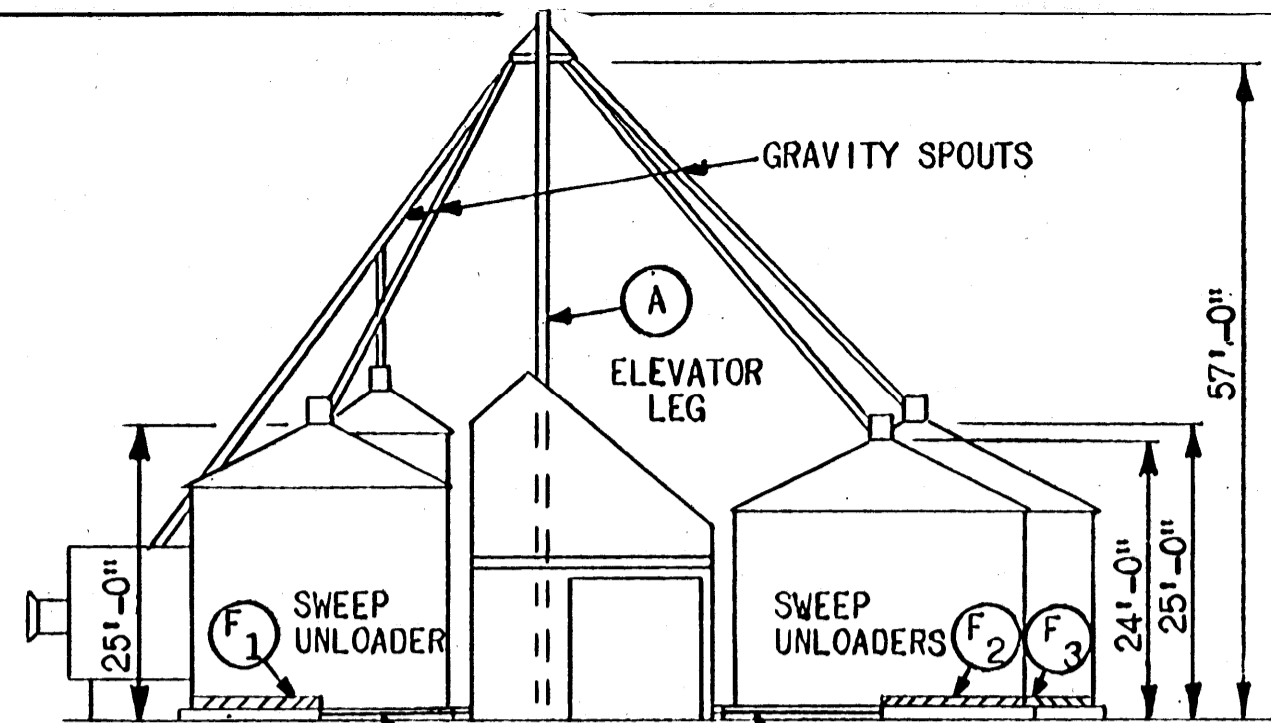 GRAVITY SPOUTS
A
ELEVATOR
LEG
57'-0"
25'-0"
F1
SWEEP
UNLOADER
SWEEP
UNLOADERS
F2
F3
24'-0"
25'-0"